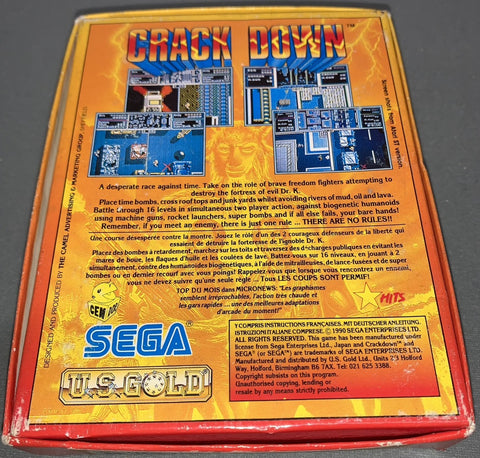 CRACK DOWN™
Screen shots from Atari ST version.
A desperate race against time. Take on the role of brave freedom fighters attempting to
destroy the fortress of evil Dr. K.
Place time bombs, cross roof tops and junk yards whilst avoiding rivers of mud, oil and lava.
Battle through 16 levels in simultaneous two player action, against biogenetic humanoids
using machine guns, rocket launchers, super bombs and if all else fails, your bare hands!
Remember, if you meet an enemy, there is just one rule ... THERE ARE NO RULES!!
Une course désespérée contre la montre. Jouez le rôle d'un des 2 courageux défenseurs de la liberté qui
essaient de détruire la forteresse de l'ignoble Dr. K.
Placez des bombes à retardement, marchez sur les toits et traversez des décharges publiques en évitant les
mares de boue, les flaques d'huile et les coulées de lave. Battez-vous sur 16 niveaux, en jouant à 2
simultanément, contre des humanoides biogénétiques, à l'aide de mitrailleuses, de lance-fusées et de super
bombes ou en dernier recours avec vos poings! Rappelez-vous que lorsque vous rencontrez un ennemi,
vous ne devez suivre qu'une seule règle ... Tous LES COUPS SONT PERMIS!
TOP DU MOIS dans MICRONEWS: "Les graphismes
semblent irréprochables, l'action très chaude et
les gars rapides .... une des meilleures adaptations
d'arcade du moment!"
HITS
GEN
SEGA
U.S. GOLD
Y COMPRIS INSTRUCTIONS FRANÇAISES. MIT DEUTSCHER ANLEITUNG.
ISTRUZIONI ITALIANE COMPRESE. © 1990 SEGA ENTERPRISES LTD.
ALL RIGHTS RESERVED. This game has been manufactured under
license from Sega Enterprises Ltd., Japan and Crackdown™ and
SEGA® (or SEGA™) are trademarks of SEGA ENTERPRISES LTD.
Manufactured and distributed by U.S. Gold Ltd., Units 2/3 Holford
Way, Holford, Birmingham B6 7AX. Tel: 021 625 3388.
Copyright subsists on this program.
Unauthorised copying, lending or
resale by any means strictly prohibited.
DESIGNED AND PRODUCED BY THE KAMEL ADVERTISING & MARKETING GROUP,